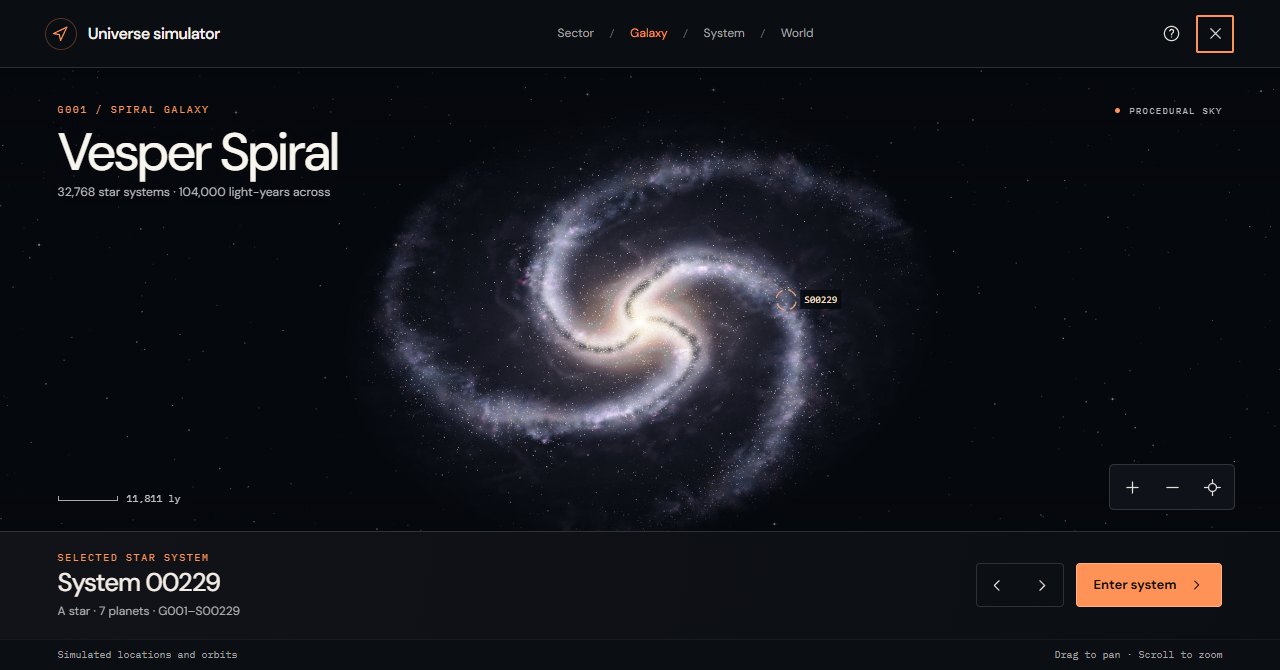 Universe simulator
Sector / Galaxy / System / World
G001 / SPIRAL GALAXY
PROCEDURAL SKY
Vesper Spiral
32,768 star systems · 104,000 light-years across
S00229
11,811 ly
SELECTED STAR SYSTEM
System 00229
A star · 7 planets · G001–S00229
Enter system
Simulated locations and orbits
Drag to pan · Scroll to zoom